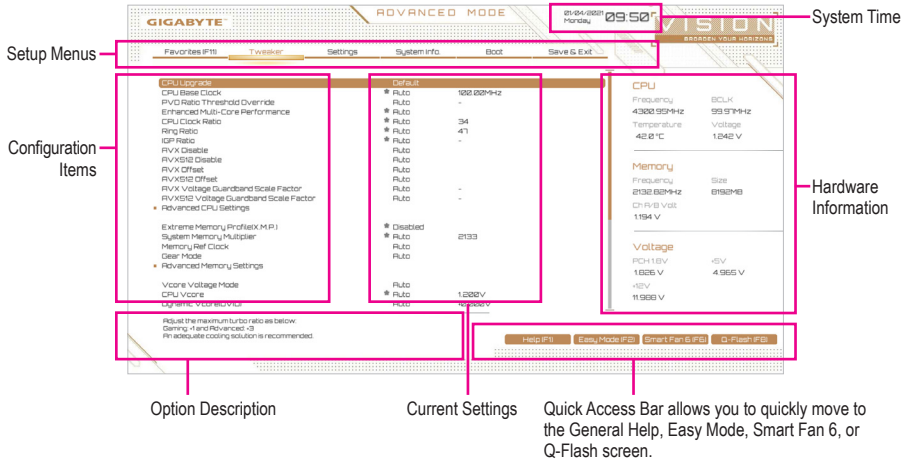 GIGABYTE™
ADVANCED MODE
01/04/2021
Monday
09:50
VISION
BROADEN YOUR HORIZONS
System Time
Setup Menus
Favorites (F11)
Tweaker
Settings
System Info.
Boot
Save & Exit
Configuration
Items
CPU Upgrade Default
CPU Base Clock Auto 100.00MHz
PVD Ratio Threshold Override Auto -
Enhanced Multi-Core Performance Auto
CPU Clock Ratio Auto 34
Ring Ratio Auto 47
IGP Ratio Auto -
AVX Disable Auto
AVX512 Disable Auto
AVX Offset Auto
AVX512 Offset Auto
AVX Voltage Guardband Scale Factor Auto -
AVX512 Voltage Guardband Scale Factor Auto -
Advanced CPU Settings
Extreme Memory Profile(X.M.P.) Disabled
System Memory Multiplier Auto 2133
Memory Ref Clock Auto
Gear Mode Auto
Advanced Memory Settings
Vcore Voltage Mode Auto
CPU Vcore Auto 1.200V
Dynamic Vcore(DVID) Auto +0.000V
CPU
Frequency BCLK
4300.95MHz 99.97MHz
Temperature Voltage
42.0 °C 1.242 V
Memory
Frequency Size
2132.82MHz 8192MB
Ch A/B Volt
1.194 V
Voltage
PCH 1.8V +5V
1.826 V 4.965 V
+12V
11.988 V
Hardware
Information
Adjust the maximum turbo ratio as below.
Gaming: +1 and Advanced: +3
An adequate cooling solution is recommended.
Help (F1)
Easy Mode (F2)
Smart Fan 6 (F6)
Q-Flash (F8)
Option Description
Current Settings
Quick Access Bar allows you to quickly move to
the General Help, Easy Mode, Smart Fan 6, or
Q-Flash screen.